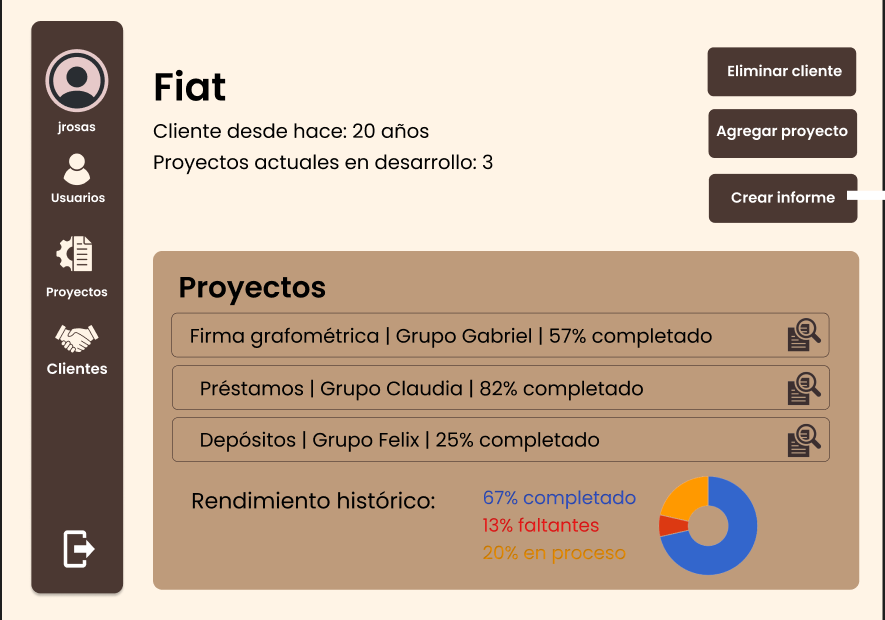 jrosas
Usuarios
Proyectos
Clientes
Fiat
Cliente desde hace: 20 años
Proyectos actuales en desarrollo: 3
Eliminar cliente
Agregar proyecto
Crear informe
Proyectos
Firma grafométrica | Grupo Gabriel | 57% completado
Préstamos | Grupo Claudia | 82% completado
Depósitos | Grupo Felix | 25% completado
Rendimiento histórico:
67% completado
13% faltantes
20% en proceso